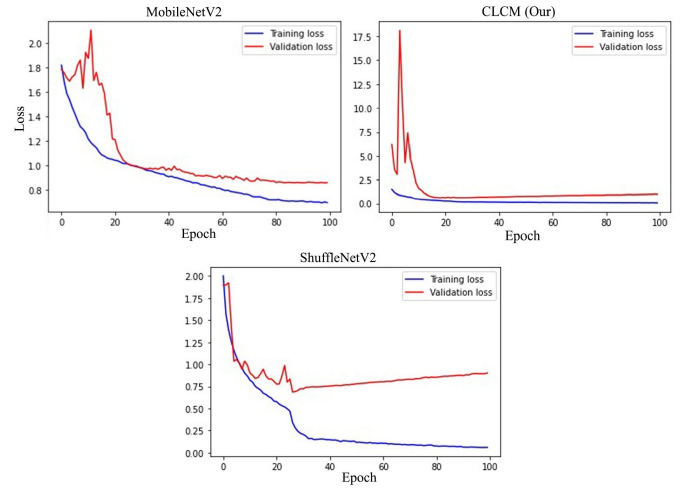 MobileNetV2
Training loss
Validation loss
2.0
1.8
1.6
1.4
1.2
1.0
0.8
Loss
0 20 40 60 80 100
Epoch
CLCM (Our)
Training loss
Validation loss
17.5
15.0
12.5
10.0
7.5
5.0
2.5
0.0
0 20 40 60 80 100
Epoch
ShuffleNetV2
Training loss
Validation loss
2.00
1.75
1.50
1.25
1.00
0.75
0.50
0.25
0.00
0 20 40 60 80 100
Epoch